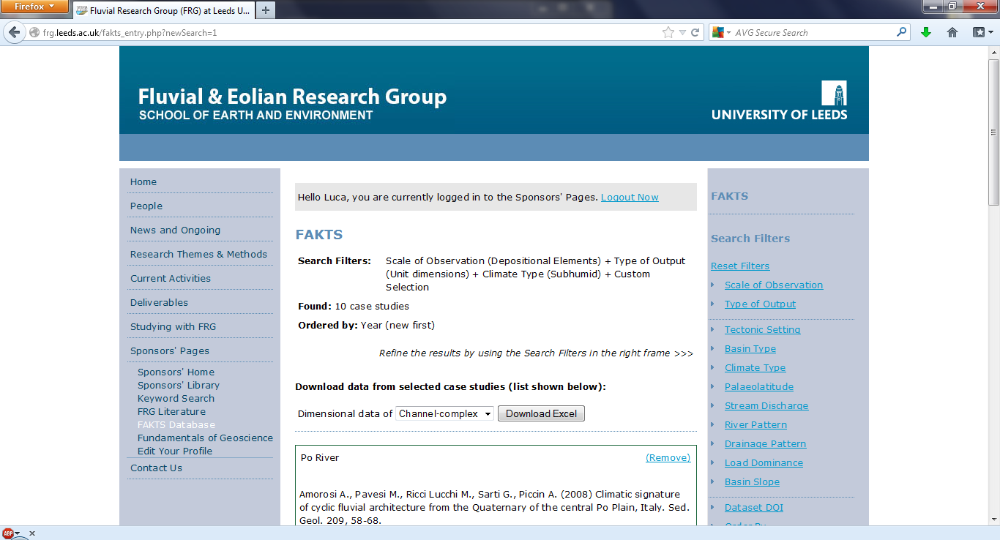 Firefox
Fluvial Research Group (FRG) at Leeds U...
frg.leeds.ac.uk/fakts_entry.php?newSearch=1
AVG Secure Search
Fluvial & Eolian Research Group
SCHOOL OF EARTH AND ENVIRONMENT
UNIVERSITY OF LEEDS
Home
People
News and Ongoing
Research Themes & Methods
Current Activities
Deliverables
Studying with FRG
Sponsors' Pages
Sponsors' Home
Sponsors' Library
Keyword Search
FRG Literature
FAKTS Database
Fundamentals of Geoscience
Edit Your Profile
Contact Us
Hello Luca, you are currently logged in to the Sponsors' Pages. Logout Now
FAKTS
Search Filters: Scale of Observation (Depositional Elements) + Type of Output
(Unit dimensions) + Climate Type (Subhumid) + Custom
Selection
Found: 10 case studies
Ordered by: Year (new first)
Refine the results by using the Search Filters in the right frame >>>
Download data from selected case studies (list shown below):
Dimensional data of Channel-complex Download Excel
Po River (Remove)
Amorosi A., Pavesi M., Ricci Lucchi M., Sarti G., Piccin A. (2008) Climatic signature
of cyclic fluvial architecture from the Quaternary of the central Po Plain, Italy. Sed.
Geol. 209, 58-68.
FAKTS
Search Filters
Reset Filters
Scale of Observation
Type of Output
Tectonic Setting
Basin Type
Climate Type
Palaeolatitude
Stream Discharge
River Pattern
Drainage Pattern
Load Dominance
Basin Slope
Dataset DOI
Order By
ABP